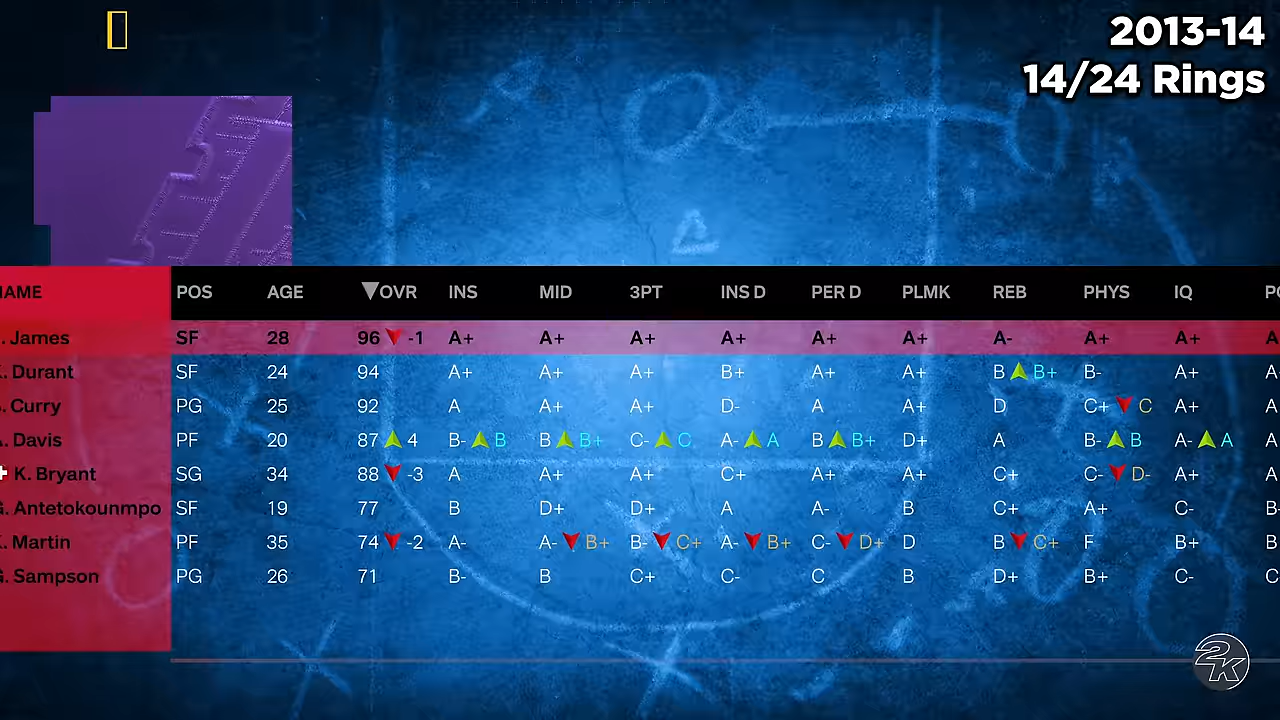 2013-14
14/24 Rings
AME POS AGE OVR INS MID 3PT INS D PER D PLMK REB PHYS IQ PO
. James SF 28 96 -1 A+ A+ A+ A+ A+ A+ A- A+ A+ A
. Durant SF 24 94 A+ A+ A+ B+ A+ A+ B B+ B- A+ A
. Curry PG 25 92 A A+ A+ D- A A+ D C+ C A+ A
. Davis PF 20 87 4 B- B B B+ C- C A- A B B+ D+ A B- B A- A A
K. Bryant SG 34 88 -3 A A+ A+ C+ A+ A+ C+ C- D- A+ A
. Antetokounmpo SF 19 77 B D+ D+ A A- B C+ A+ C- B-
. Martin PF 35 74 -2 A- A- B+ B- C+ A- B+ C- D+ D B C+ F B+ B
. Sampson PG 26 71 B- B C+ C- C B D+ B+ C- C
2K